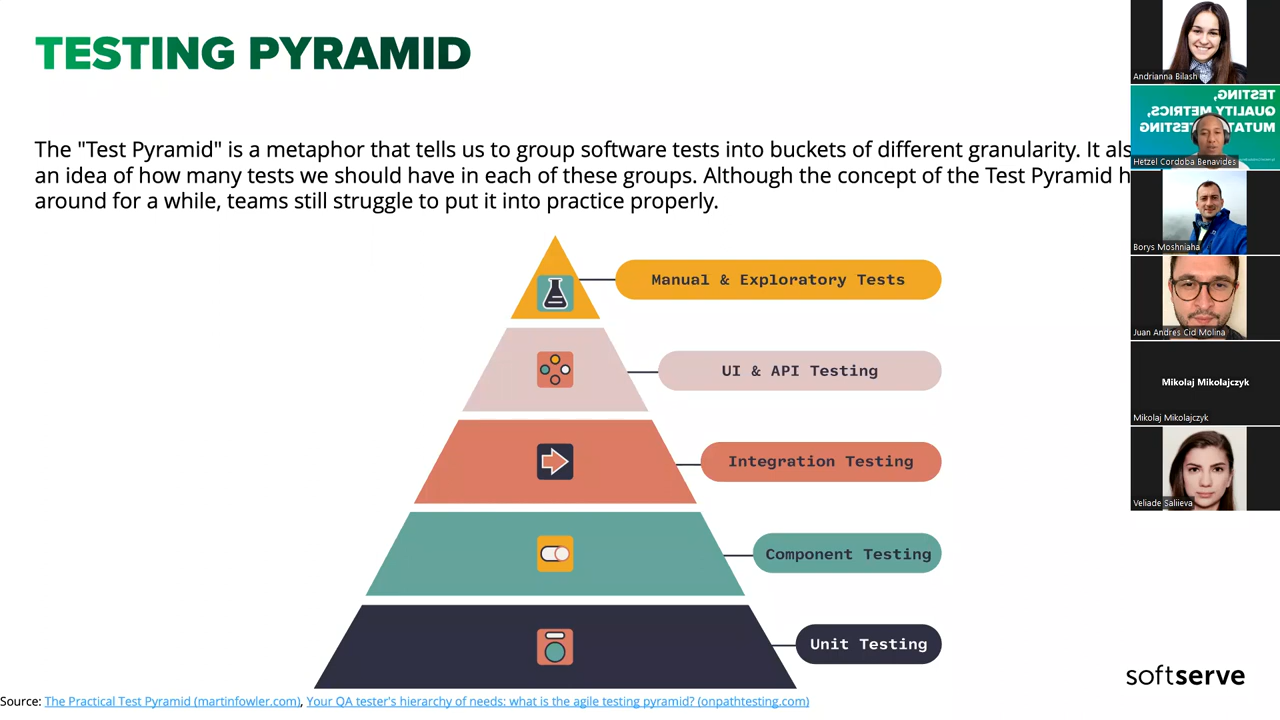 TESTING PYRAMID
The "Test Pyramid" is a metaphor that tells us to group software tests into buckets of different granularity. It
an idea of how many tests we should have in each of these groups. Although the concept of the Test Pyramid
around for a while, teams still struggle to put it into practice properly.
Manual & Exploratory Tests
UI & API Testing
Integration Testing
Component Testing
Unit Testing
Source: The Practical Test Pyramid (martinfowler.com), Your QA tester's hierarchy of needs: what is the agile testing pyramid? (onpathtesting.com)
softserve
Andrianna Bilash
TESTING,
QUALITY METRICS,
Hetzel Cordoba Benavides
Borys Moshniaha
Juan Andres Cid Molina
Mikolaj Mikołajczyk
Mikolaj Mikolajczyk
Veliade Saliieva